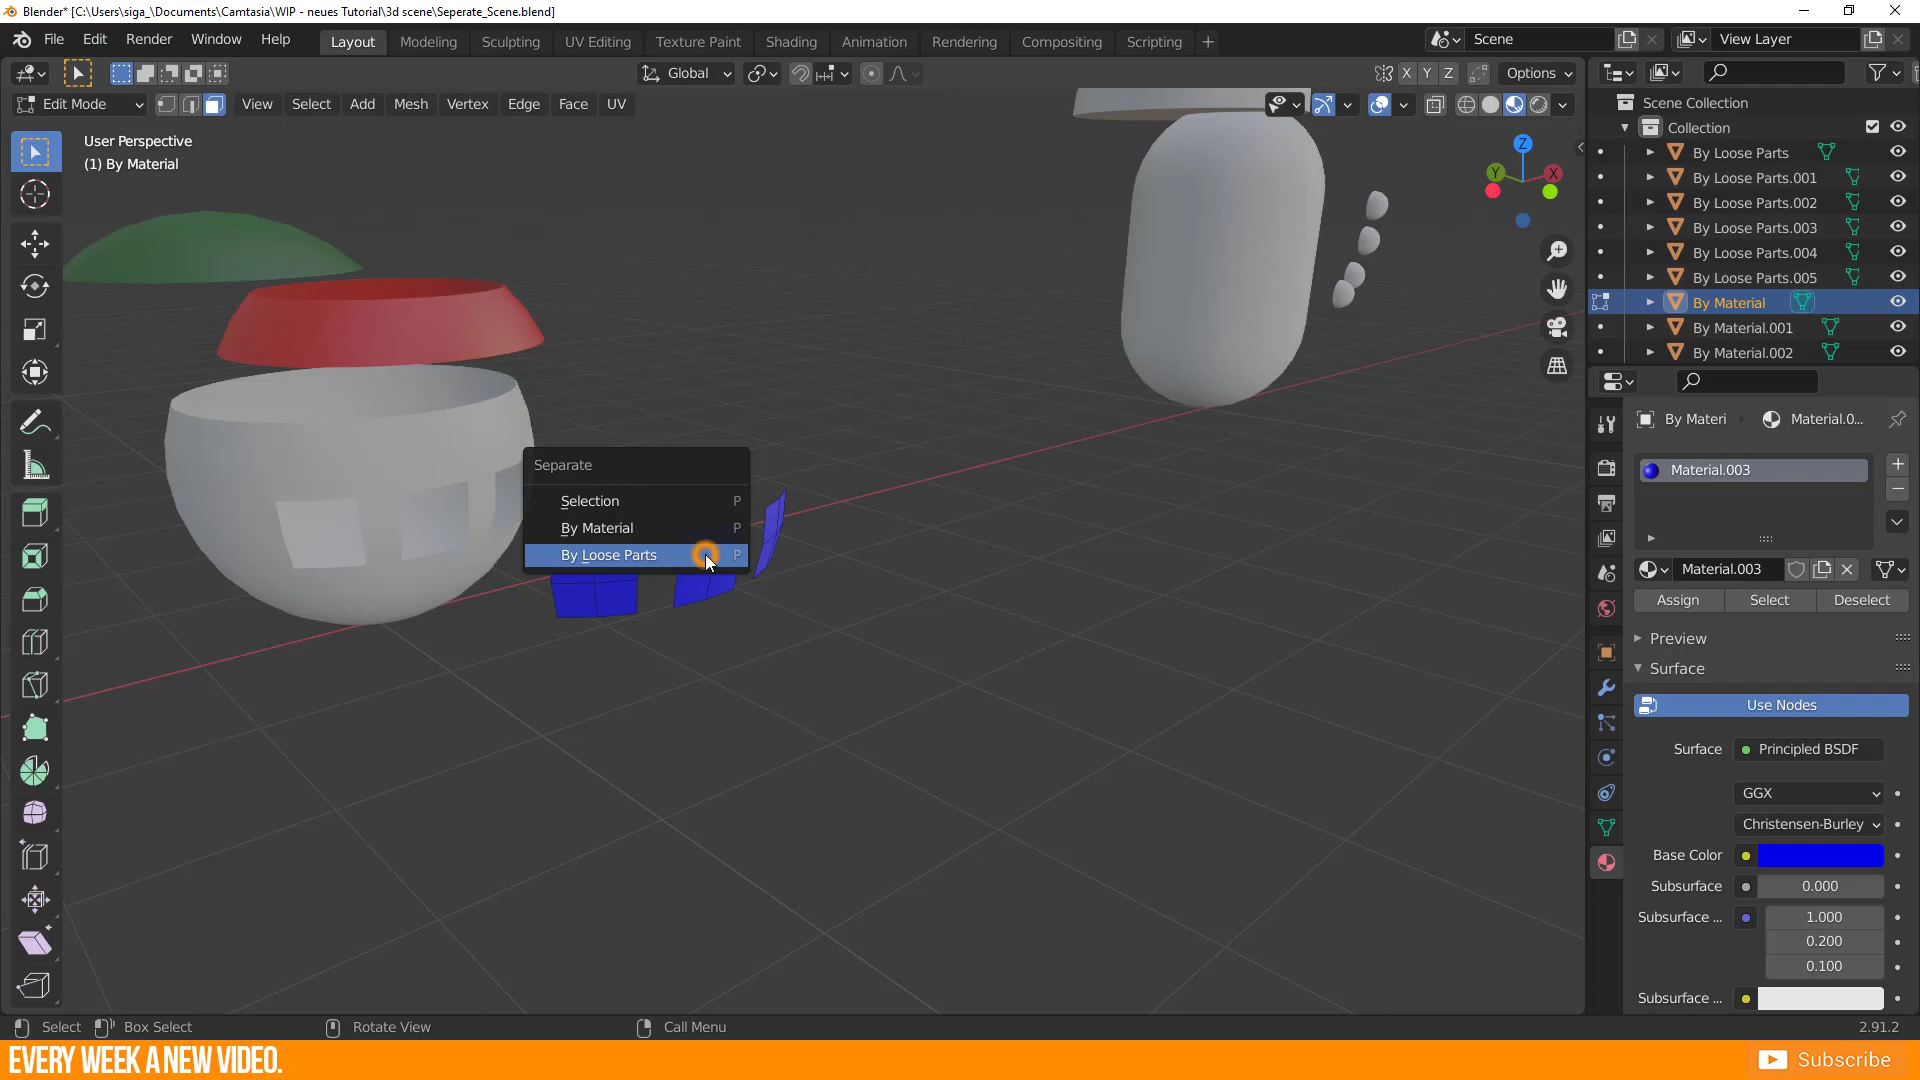 Blender* [C:\Users\siga_\Documents\Camtasia\WIP - neues Tutorial\3d scene\Seperate_Scene.blend]
File Edit Render Window Help Layout Modeling Sculpting UV Editing Texture Paint Shading Animation Rendering Compositing Scripting + Scene View Layer
Global X Y Z Options
Edit Mode View Select Add Mesh Vertex Edge Face UV
User Perspective
(1) By Material
Z
Y X
Scene Collection
Collection
By Loose Parts
By Loose Parts.001
By Loose Parts.002
By Loose Parts.003
By Loose Parts.004
By Loose Parts.005
By Material
By Material.001
By Material.002
Separate
Selection P
By Material P
By Loose Parts P
By Materi Material.0...
Material.003
Material.003
Assign Select Deselect
Preview
Surface
Use Nodes
Surface Principled BSDF
GGX
Christensen-Burley
Base Color
Subsurface 0.000
Subsurface ... 1.000
0.200
0.100
Subsurface ...
Select Box Select Rotate View Call Menu 2.91.2
EVERY WEEK A NEW VIDEO. Subscribe